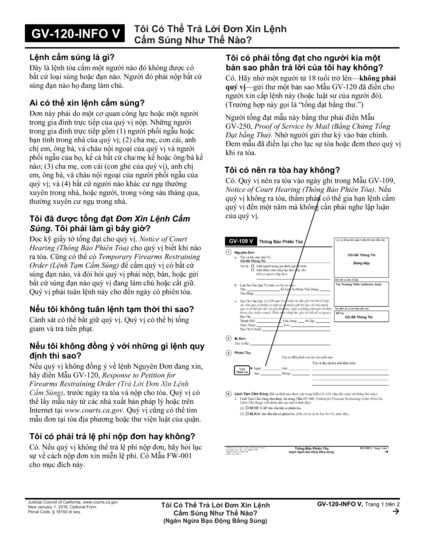 GV-120-INFO V
Tôi Có Thể Trả Lời Đơn Xin Lệnh
Cấm Súng Như Thế Nào?
Lệnh cấm súng là gì?
Đây là lệnh tòa cấm một người nào đó không được có
bất cứ loại súng hoặc đạn nào. Người đó phải nộp bất cứ
súng đạn nào họ đang làm chủ.
Ai có thể xin lệnh cấm súng?
Đơn này phải do một cơ quan công lực hoặc một người
trong gia đình trực tiếp của quý vị nộp. Những người
trong gia đình trực tiếp gồm (1) người phối ngẫu hoặc
bạn tình trong nhà của quý vị; (2) cha mẹ, con cái, anh
chị em, ông bà, và cháu nội ngoại của quý vị và người
phối ngẫu của họ, kể cả bất cứ cha/mẹ kế hoặc ông/bà kế
nào; (3) cha mẹ, con cái (con ghẻ của quý vị), anh chị
em, ông bà, và cháu nội ngoại của người phối ngẫu của
quý vị; và (4) bất cứ người nào khác cư ngụ thường
xuyên trong nhà, hoặc người, trong vòng sáu tháng qua,
thường xuyên cư ngụ trong nhà.
Tôi đã được tống đạt Đơn Xin Lệnh Cấm
Súng. Tôi phải làm gì bây giờ?
Đọc kỹ giấy tờ tống đạt cho quý vị. Notice of Court
Hearing (Thông Báo Phiên Tòa) cho quý vị biết khi nào
ra tòa. Cũng có thể có Temporary Firearms Restraining
Order (Lệnh Tạm Cấm Súng) để cấm quý vị có bất cứ
súng đạn nào, và đòi hỏi quý vị phải nộp, bán, hoặc gửi
bất cứ súng đạn nào quý vị đang làm chủ hoặc cất giữ.
Quý vị phải tuân lệnh này cho đến ngày có phiên tòa.
Nếu tôi không tuân lệnh tạm thời thì sao?
Cảnh sát có thể bắt giữ quý vị. Quý vị có thể bị tống
giam và trả tiền phạt.
Nếu tôi không đồng ý với những gì lệnh quy
định thì sao?
Nếu quý vị không đồng ý về lệnh Nguyên Đơn đang xin,
hãy điền Mẫu GV-120, Response to Petition for
Firearms Restraining Order (Trả Lời Đơn Xin Lệnh
Cấm Súng), trước ngày ra tòa và nộp cho tòa. Quý vị có
thể lấy mẫu này từ các nhà xuất bản pháp lý hoặc trên
Internet tại www.courts.ca.gov. Quý vị cũng có thể tìm
mẫu đơn tại tòa địa phương hoặc thư viện luật của quận.
Tôi có phải trả lệ phí nộp đơn hay không?
Có. Nếu quý vị không thể trả lệ phí nộp đơn, hãy hỏi lục
sự về cách nộp đơn xin miễn lệ phí. Có Mẫu FW-001
cho mục đích này.
Tôi có phải tống đạt cho người kia một
bản sao phần trả lời của tôi hay không?
Có. Hãy nhờ một người từ 18 tuổi trở lên—không phải
quý vị—gửi thư một bản sao Mẫu GV-120 đã điền cho
người xin cấp lệnh này (hoặc luật sư của người đó).
(Trường hợp này gọi là “tống đạt bằng thư.”)
Người tống đạt mẫu này bằng thư phải điền Mẫu
GV-250, Proof of Service by Mail (Bằng Chứng Tống
Đạt bằng Thư). Nhờ người gửi thư ký vào bản chính.
Đem mẫu đã điền lại cho lục sự tòa hoặc đem theo quý vị
khi ra tòa.
Tôi có nên ra tòa hay không?
Có. Quý vị nên ra tòa vào ngày ghi trong Mẫu GV-109,
Notice of Court Hearing (Thông Báo Phiên Tòa). Nếu
quý vị không ra tòa, thẩm phán có thể gia hạn lệnh cấm
quý vị đến một năm mà không cần phải nghe lập luận
của quý vị.
GV-109 V Thông Báo Phiên Tòa
Judicial Council of California, www.courts.ca.gov
New January 1, 2016, Optional Form
Penal Code, § 18150 et seq.
Tôi Có Thể Trả Lời Đơn Xin Lệnh
Cấm Súng Như Thế Nào?
(Ngăn Ngừa Bạo Động Bằng Súng)
GV-120-INFO V, Trang 1 trên 2